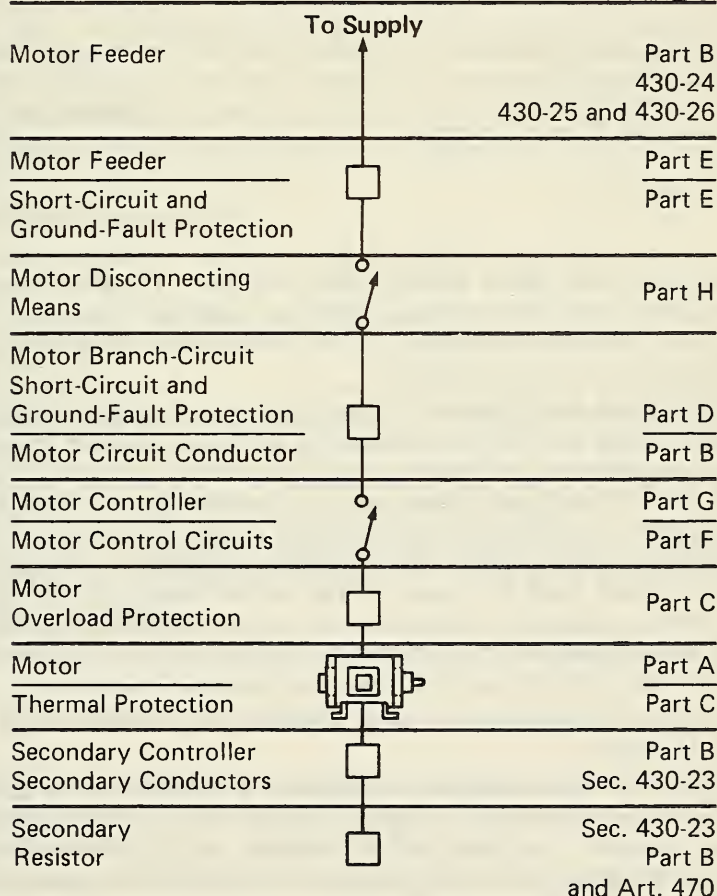 To Supply
Motor Feeder
Part B
430-24
430-25 and 430-26
Motor Feeder
Part E
Short-Circuit and
Ground-Fault Protection
Part E
Motor Disconnecting
Means
Part H
Motor Branch-Circuit
Short-Circuit and
Ground-Fault Protection
Part D
Motor Circuit Conductor
Part B
Motor Controller
Part G
Motor Control Circuits
Part F
Motor
Overload Protection
Part C
Motor
Part A
Thermal Protection
Part C
Secondary Controller
Part B
Secondary Conductors
Sec. 430-23
Secondary
Resistor
Sec. 430-23
Part B
and Art. 470